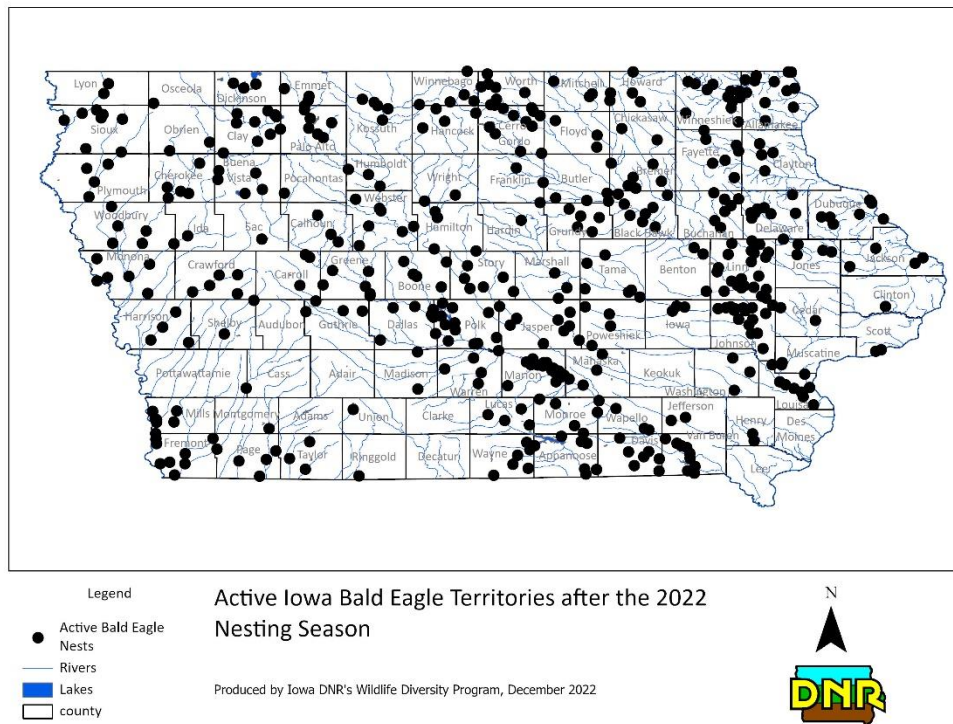 Lyon
Osceola
Dickinson
Emmet
Winnebago
Worth
Mitchell
Howard
Winneshiek
Allamakee
Sioux
Obrien
Clay
Palo Alto
Kossuth
Hancock
Cerro
Gordo
Floyd
Chickasaw
Fayette
Clayton
Plymouth
Cherokee
Buena
Vista
Pocahontas
Humboldt
Wright
Franklin
Butler
Bremer
Woodbury
Ida
Sac
Calhoun
Webster
Hamilton
Hardin
Grundy
Black Hawk
Buchanan
Delaware
Dubuque
Monona
Crawford
Carroll
Greene
Boone
Story
Marshall
Tama
Benton
Linn
Jones
Jackson
Clinton
Harrison
Shelby
Audubon
Guthrie
Dallas
Polk
Jasper
Poweshiek
Iowa
Johnson
Cedar
Scott
Muscatine
Pottawattamie
Cass
Adair
Madison
Warren
Marion
Mahaska
Keokuk
Washington
Louisa
Mills
Montgomery
Adams
Union
Clarke
Lucas
Monroe
Wapello
Jefferson
Henry
Des
Moines
Fremont
Page
Taylor
Ringgold
Decatur
Wayne
Appanoose
Davis
Van Buren
Lee
Legend
Active Bald Eagle
Nests
Rivers
Lakes
county
Active Iowa Bald Eagle Territories after the 2022
Nesting Season
Produced by Iowa DNR's Wildlife Diversity Program, December 2022
N
DNR